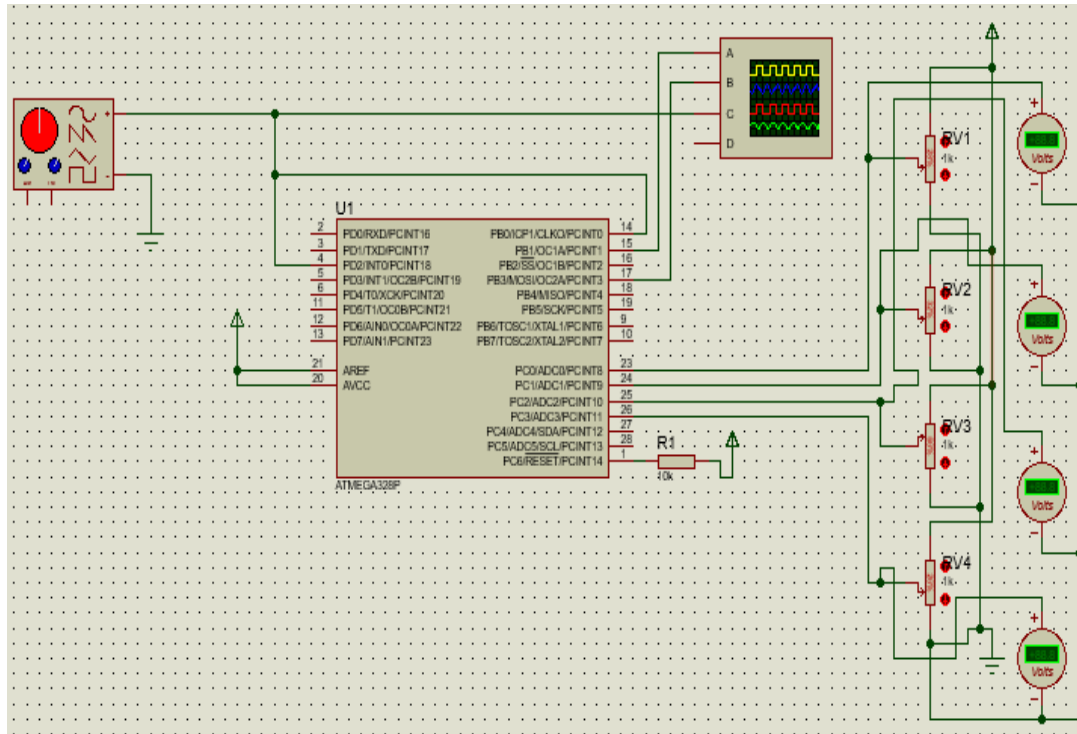 A
B
C
D
U1
2 PD0/RXD/PCINT16 PB0/ICP1/CLKO/PCINT0 14
3 PD1/TXD/PCINT17 PB1/OC1A/PCINT1 15
4 PD2/INT0/PCINT18 PB2/SS/OC1B/PCINT2 16
5 PD3/INT1/OC2B/PCINT19 PB3/MOSI/OC2A/PCINT3 17
6 PD4/T0/XCK/PCINT20 PB4/MISO/PCINT4 18
11 PD5/T1/OC0B/PCINT21 PB5/SCK/PCINT5 19
12 PD6/AIN0/OC0A/PCINT22 PB6/TOSC1/XTAL1/PCINT6 9
13 PD7/AIN1/PCINT23 PB7/TOSC2/XTAL2/PCINT7 10
21 AREF PC0/ADC0/PCINT8 23
20 AVCC PC1/ADC1/PCINT9 24
PC2/ADC2/PCINT10 25
PC3/ADC3/PCINT11 26
PC4/ADC4/SDA/PCINT12 27
PC5/ADC5/SCL/PCINT13 28
PC6/RESET/PCINT14 1
ATMEGA328P
R1
10k
RV1
1k
+
Volts
-
RV2
1k
+
Volts
-
RV3
1k
+
Volts
-
RV4
1k
+
Volts
-